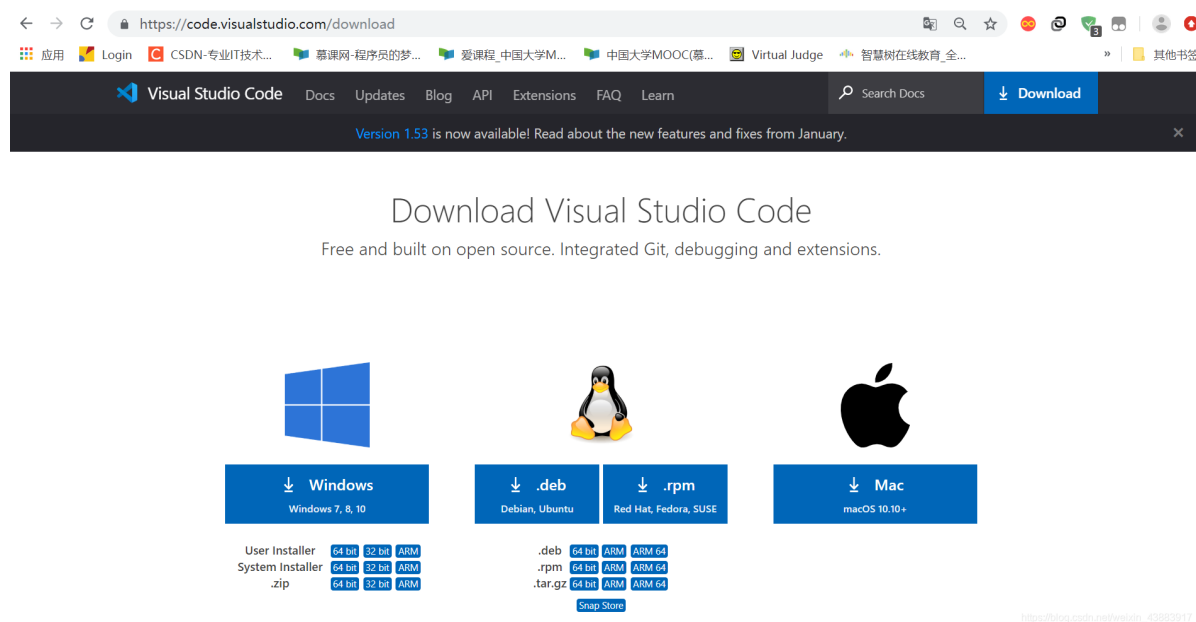 https://code.visualstudio.com/download
3
应用 Login CSDN-专业IT技术... 慕课网-程序员的梦... 爱课程_中国大学M... 中国大学MOOC(慕... Virtual Judge 智慧树在线教育_全... » 其他书签
Visual Studio Code Docs Updates Blog API Extensions FAQ Learn Search Docs Download
Version 1.53 is now available! Read about the new features and fixes from January.
Download Visual Studio Code
Free and built on open source. Integrated Git, debugging and extensions.
Windows .deb .rpm Mac
Windows 7, 8, 10 Debian, Ubuntu Red Hat, Fedora, SUSE macOS 10.10+
User Installer 64 bit 32 bit ARM .deb 64 bit ARM ARM 64
System Installer 64 bit 32 bit ARM .rpm 64 bit ARM ARM 64
.zip 64 bit 32 bit ARM .tar.gz 64 bit ARM ARM 64
Snap Store